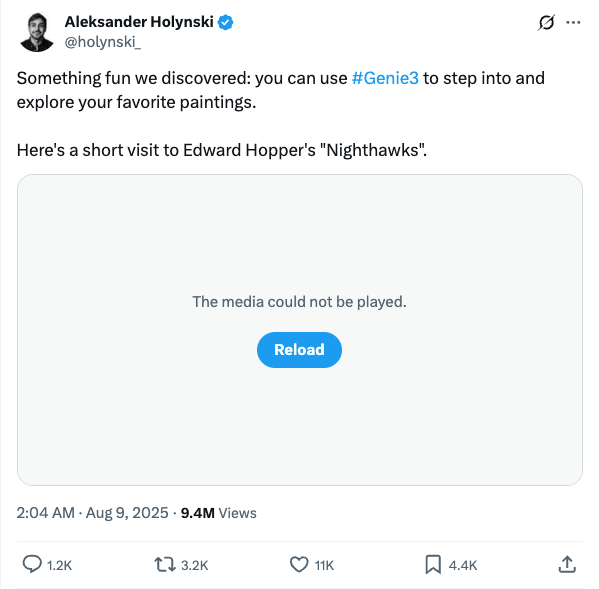 Aleksander Holynski
@holynski_
Something fun we discovered: you can use #Genie3 to step into and
explore your favorite paintings.
Here's a short visit to Edward Hopper's "Nighthawks".
The media could not be played.
Reload
2:04 AM · Aug 9, 2025 · 9.4M Views
1.2K 3.2K 11K 4.4K